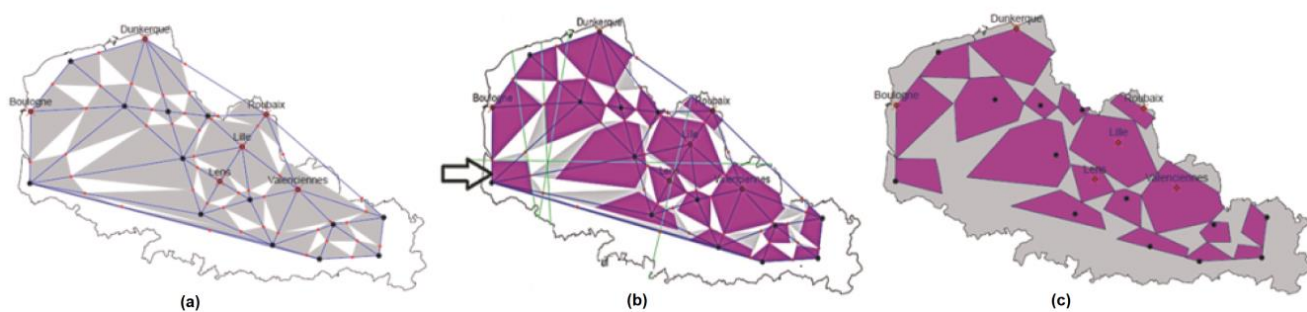 Dunkerque
Boulogne
Roubaix
Lille
Lens
Valenciennes
(a)
Dunkerque
Boulogne
Roubaix
Lille
Lens
Valenciennes
(b)
Dunkerque
Boulogne
Roubaix
Lille
Lens
Valenciennes
(c)